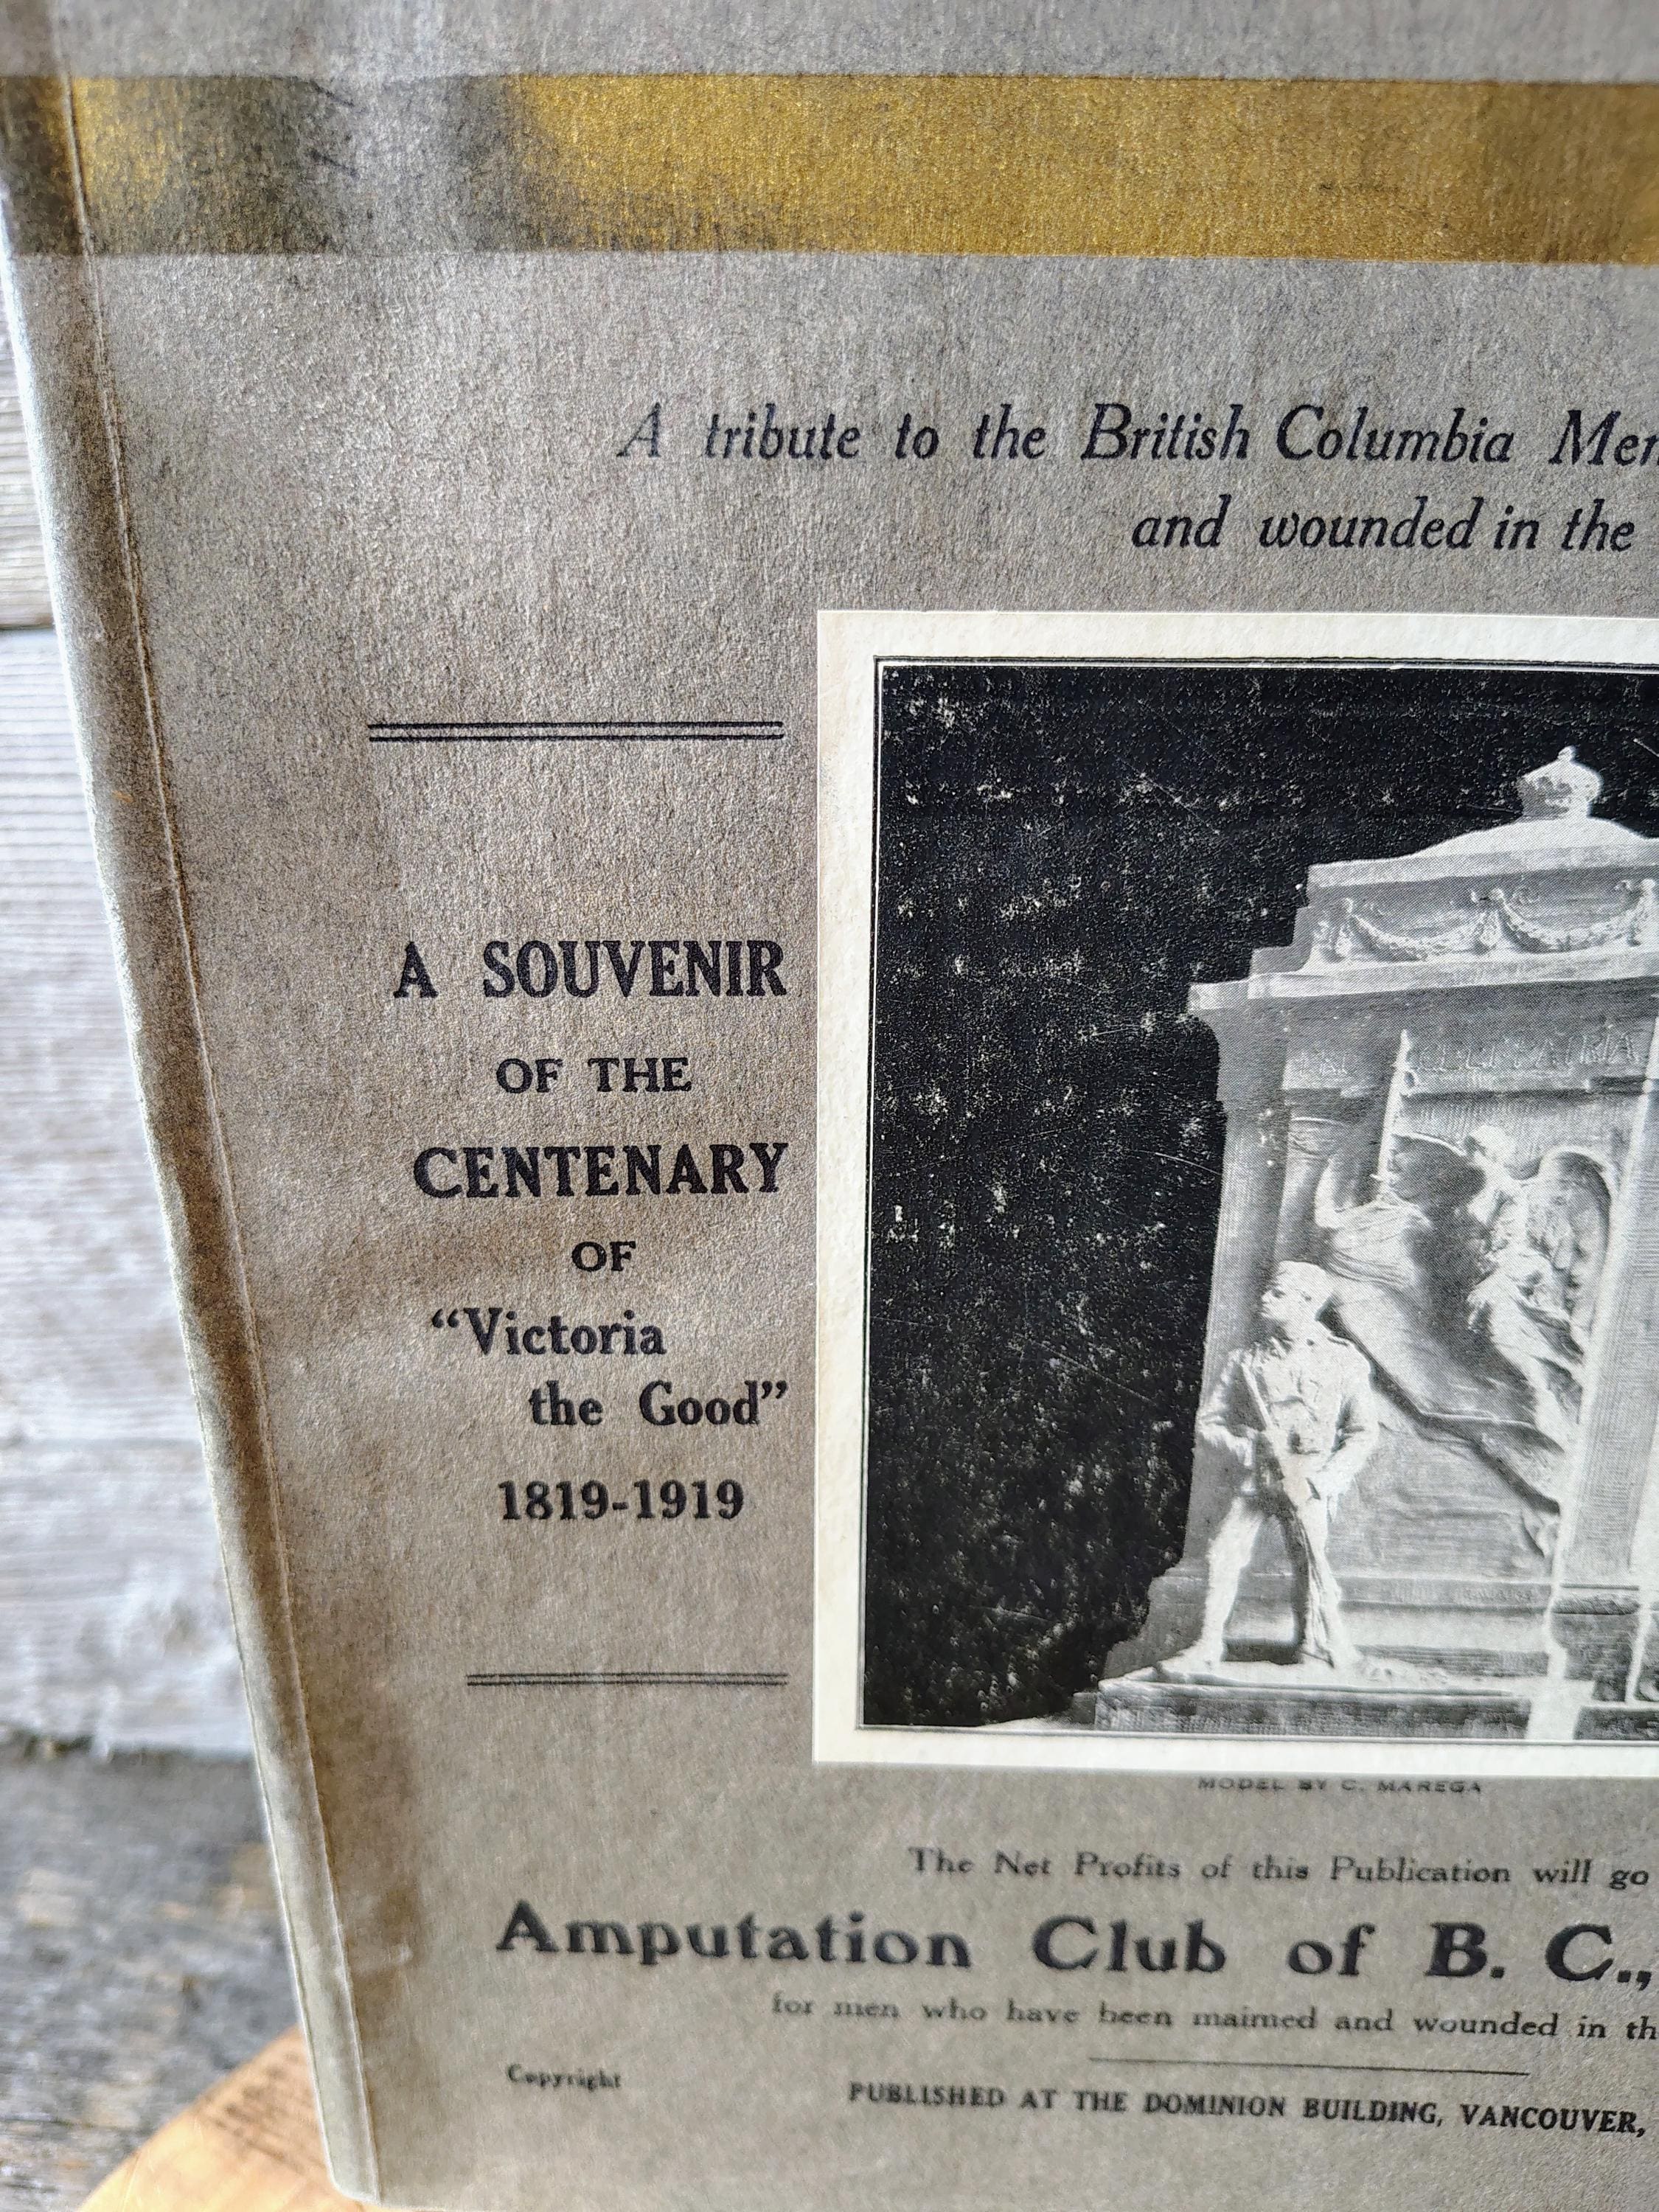 A tribute to the British Columbia Men
and wounded in the
A SOUVENIR
OF THE
CENTENARY
OF
“Victoria
the Good”
1819-1919
PATRIA
MODEL BY C. MAREGA
The Net Profits of this Publication will go
Amputation Club of B. C.,
for men who have been maimed and wounded in th
Copyright
PUBLISHED AT THE DOMINION BUILDING, VANCOUVER,